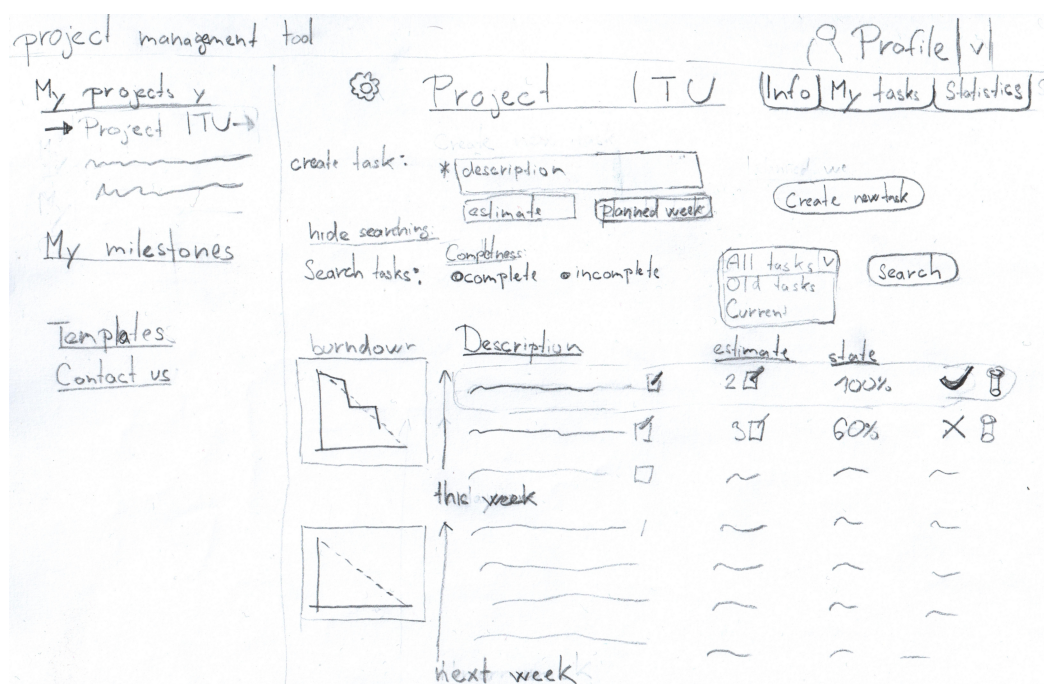 project management tool
Profile v
My projects v
Project ITU
My milestones
Templates
Contact us
Project ITU
Info
My tasks
Statistics
create task:
* description
estimate
planned week
Create new task
hide searching:
Search tasks:
Completness:
complete
incomplete
All tasks v
Old tasks
Current
Search
burndown
Description
estimate
state
2
100%
3
60%
this week
next week